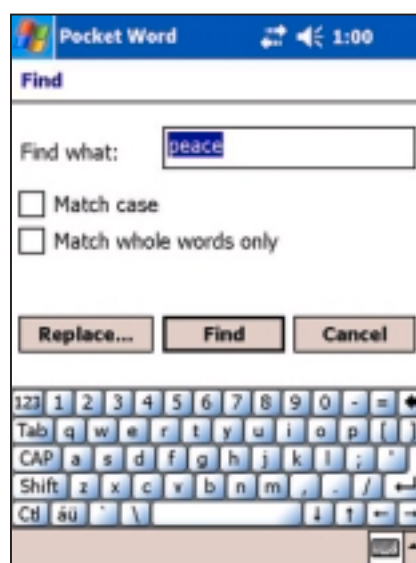 Pocket Word 1:00
Find
Find what: peace
Match case
Match whole words only
Replace... Find Cancel
123 1 2 3 4 5 6 7 8 9 0 - =
Tab q w e r t y u i o p [ ]
CAP a s d f g h j k l ; '
Shift z x c v b n m , . /
Ctl áü ` \